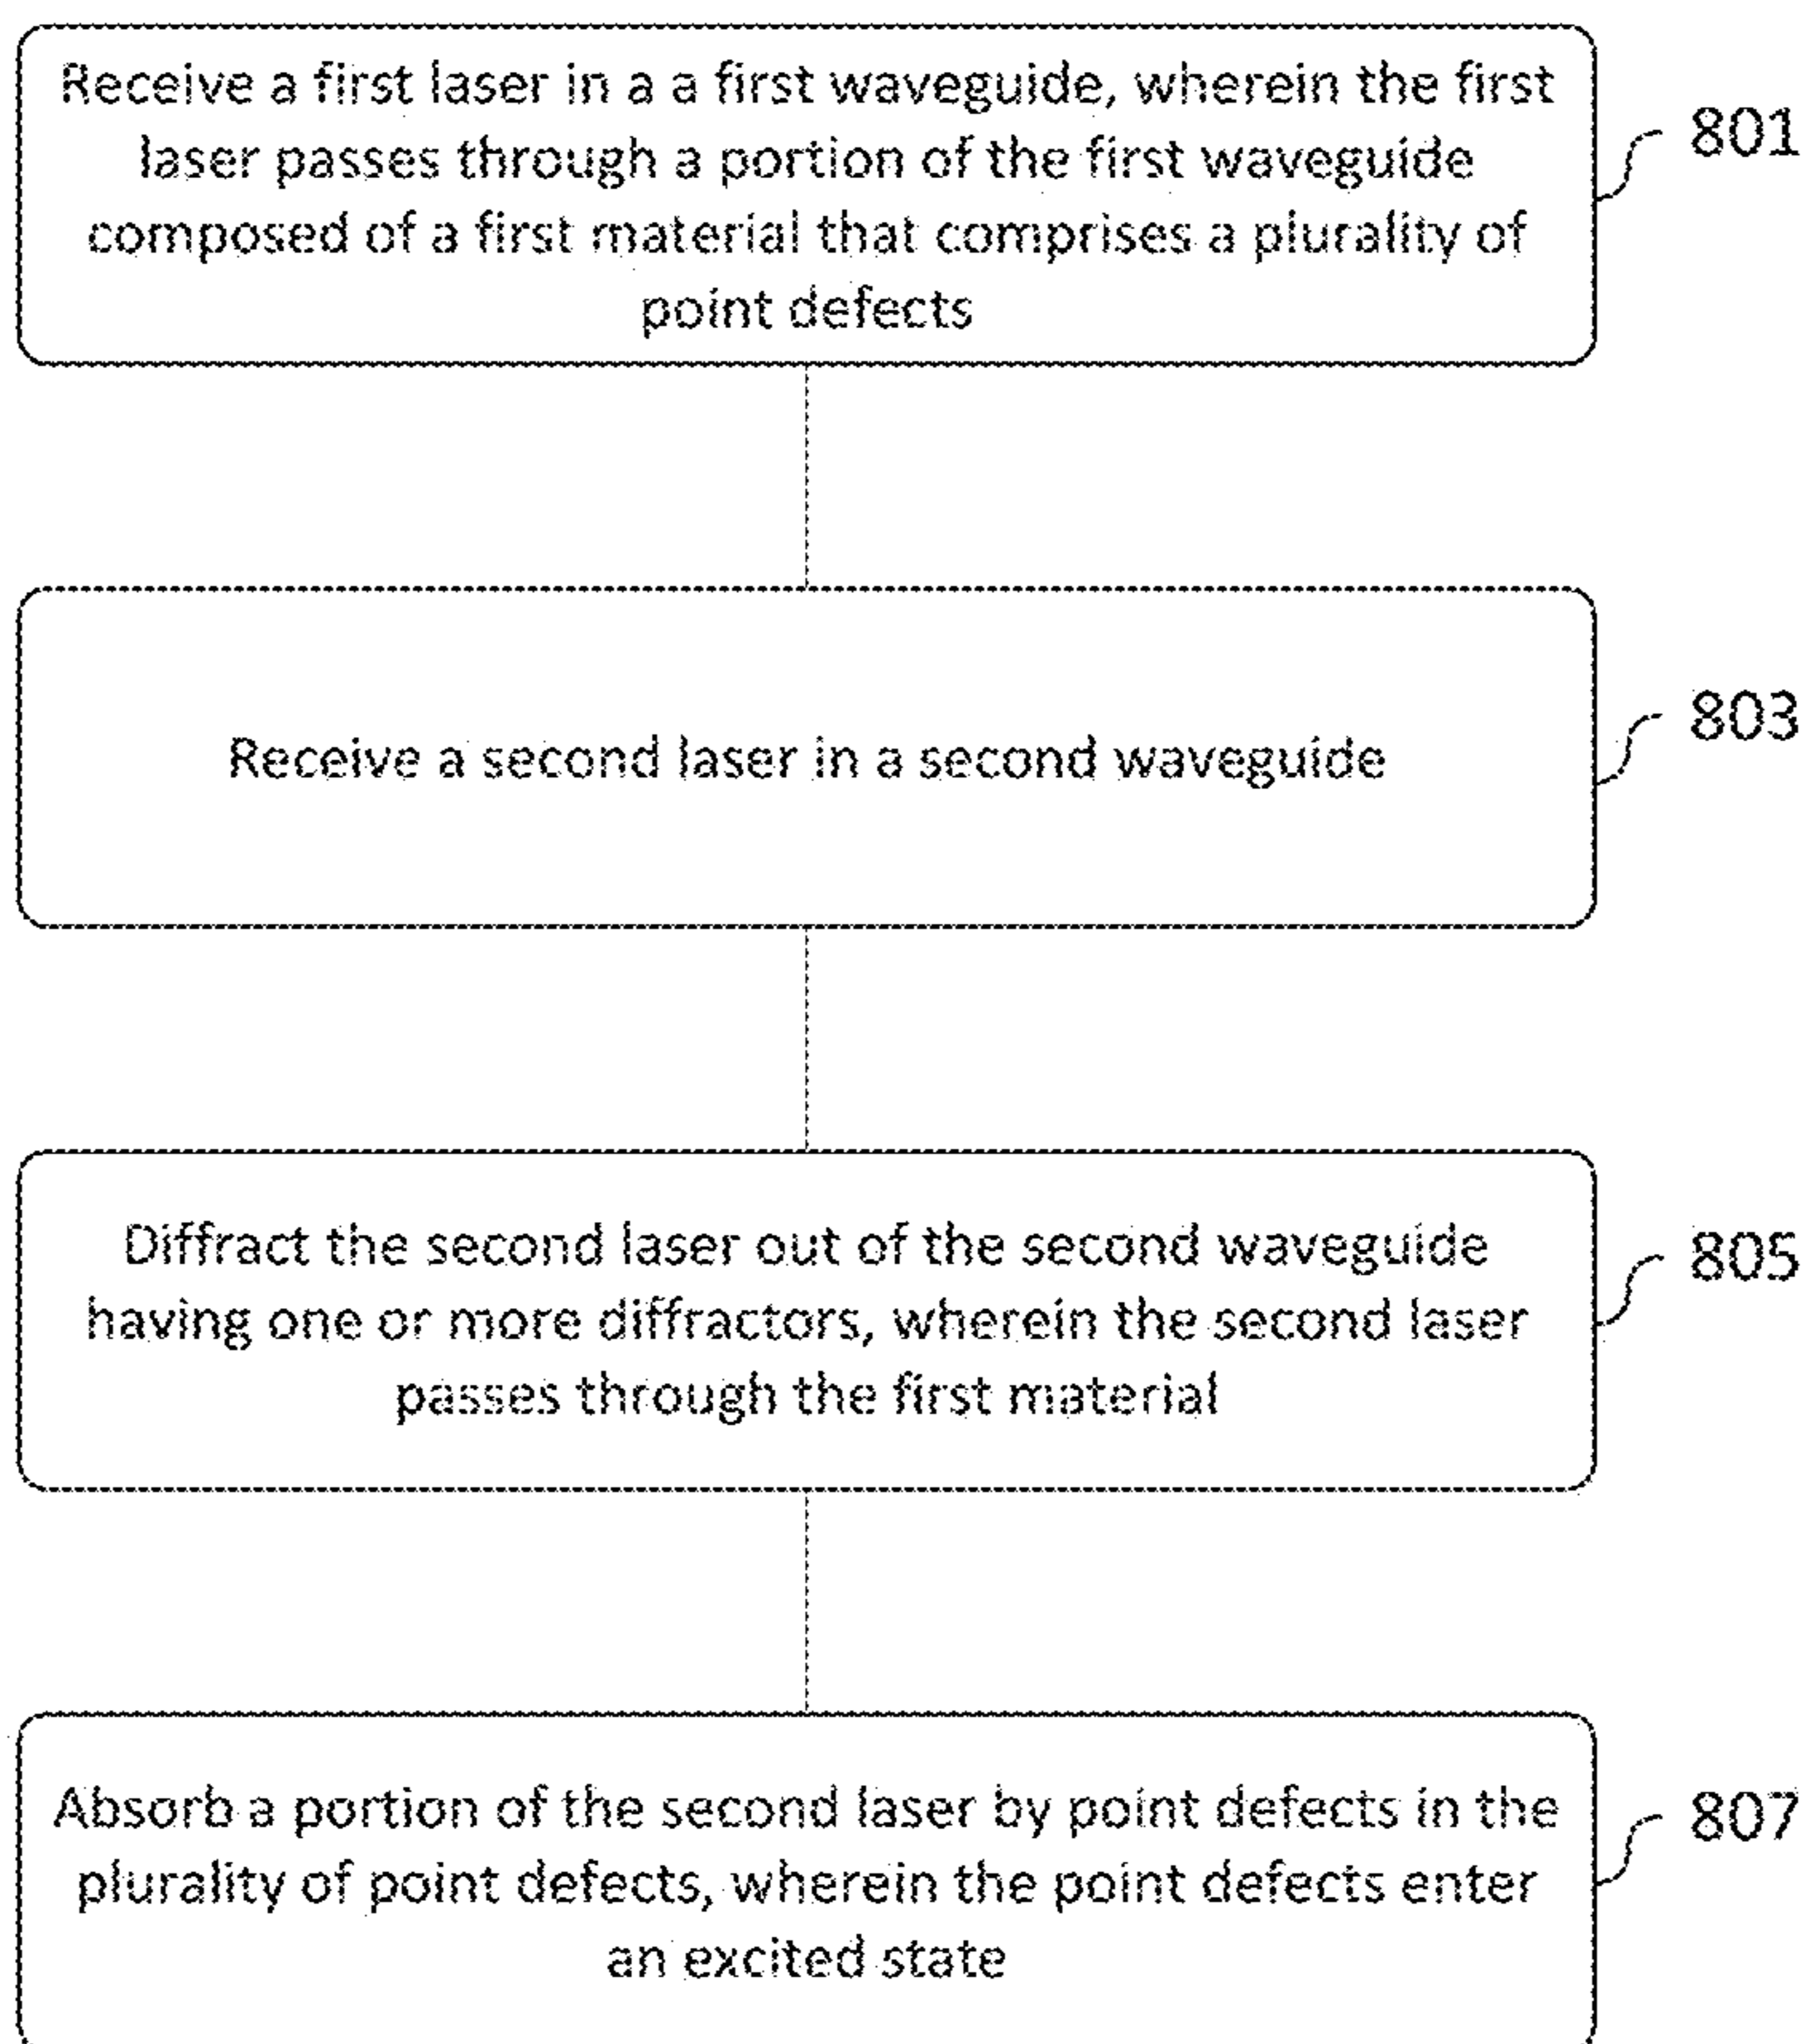 Receive a first laser in a a first waveguide, wherein the first
laser passes through a portion of the first waveguide
composed of a first material that comprises a plurality of
point defects
801
Receive a second laser in a second waveguide
803
Diffract the second laser out of the second waveguide
having one or more diffractors, wherein the second laser
passes through the first material
805
Absorb a portion of the second laser by point defects in the
plurality of point defects, wherein the point defects enter
an excited state
807